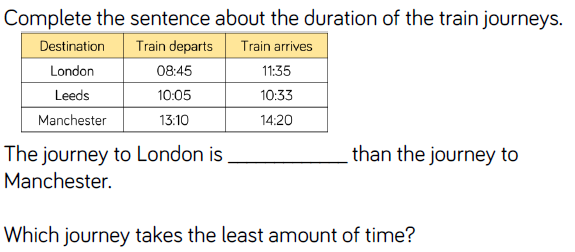 Complete the sentence about the duration of the train journeys.
Destination Train departs Train arrives
London 08:45 11:35
Leeds 10:05 10:33
Manchester 13:10 14:20
The journey to London is ____________ than the journey to
Manchester.
Which journey takes the least amount of time?